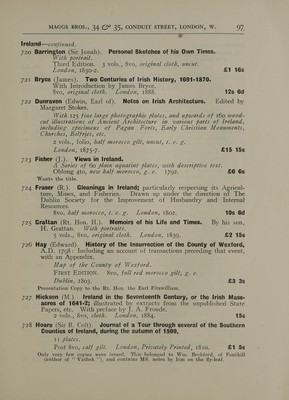 MAGGS BROS., 34 & 35, CONDUIT STREET, LONDON, W. 97
Ireland—continued.
720 Barrington (Sir Jonah). Personal Sketches of his Own Times.
With portrait.
Third Edition. 3 vols., 8vo, original cloth, uncut.
London, 1830-2. £1 16s
721 Bryce (James). Two Centuries of Irish History, 1691-1870.
With Introduction by James Bryce.
8vo, original cloth. London, 1888. 12s 6d
722 Dunraven (Edwin, Earl of). Notes on Irish Architecture. Edited by
Margaret Stokes.
With 125 fine large photographic plates, and upwards of 160 wood-
cut illustrations of Ancient Architecture in various parts of Ireland,
including specimens of Pagan Forts, Early Christian Monuments,
Churches, Belfries, etc.
2 vols., folio, half morocco gilt, uncut, t. e. g.
London, 1875-7. £15 15s
723 Fisher (J.). Views in Ireland.
A Series of 60 plain aquatint plates, with descriptive text.
Oblong 4to, new half morocco, g. e. 1792. £6 6s
Wants the title.
724 Fraser (R.). Gleanings in Ireland; particularly respecting its Agricul-
ture, Mines, and Fisheries. Drawn up under the direction of The
Dublin Society for the Improvement of Husbandry and Internal
Resources.
8vo, half morocco, t. e. g. London, 1802. 10s 6d
725 Grattan (Rt. Hon. H.). Memoirs of his Life and Times. By his son,
H. Grattan. With portraits.
5 vols., 8vo, original cloth. London, 1839. £2 15s
726 Hay (Edward). History of the Insurrection of the County of Wexford,
A.D. 1798: Including an account of transactions preceding that event,
with an Appendix.
Map of the County of Wexford.
First Edition. 8vo, full red morocco gilt, g. e.
Dublin, 1803. £3 3s
Presentation Copy to the Rt. Hon. the Earl Fitzwilliam.
727 Hickson (M.). Ireland in the Seventeenth Century, or the Irish Mass-
acres of 1641-2; illustrated by extracts from the unpublished State
Papers, etc. With preface by J. A. Froude.
2 vols., 8vo, cloth. London, 1884. 15s
728 Hoare (Sir R. Colt). Journal of a Tour through several of the Southern
Counties of Ireland, during the autumn of 1809.
11 plates.
Post 8vo, calf gilt. London, Privately Printed, 1810. £1 5s
Only very few copies were issued. This belonged to Wm. Beckford, of Fonthill
(author of "Vathek"), and contains MS. notes by him on the fly-leaf.